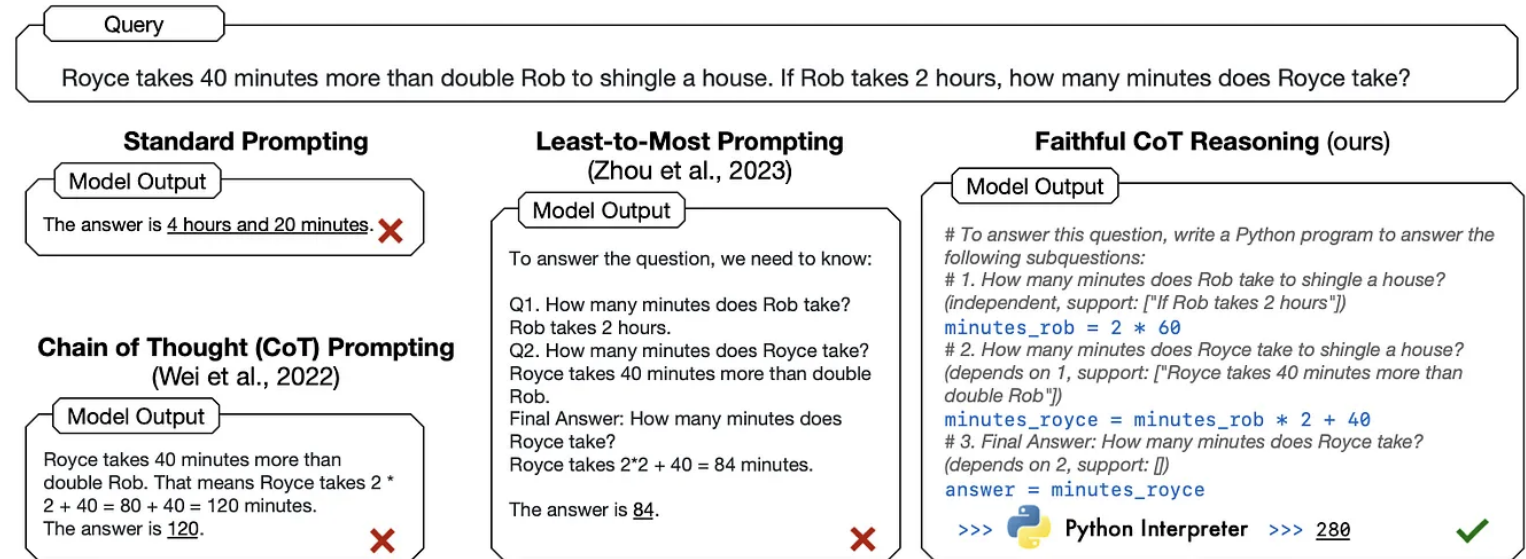 Query
Royce takes 40 minutes more than double Rob to shingle a house. If Rob takes 2 hours, how many minutes does Royce take?
Standard Prompting
Model Output
The answer is 4 hours and 20 minutes.
Chain of Thought (CoT) Prompting
(Wei et al., 2022)
Model Output
Royce takes 40 minutes more than
double Rob. That means Royce takes 2 *
2 + 40 = 80 + 40 = 120 minutes.
The answer is 120.
Least-to-Most Prompting
(Zhou et al., 2023)
Model Output
To answer the question, we need to know:
Q1. How many minutes does Rob take?
Rob takes 2 hours.
Q2. How many minutes does Royce take?
Royce takes 40 minutes more than double
Rob.
Final Answer: How many minutes does
Royce take?
Royce takes 2*2 + 40 = 84 minutes.
The answer is 84.
Faithful CoT Reasoning (ours)
Model Output
# To answer this question, write a Python program to answer the
following subquestions:
# 1. How many minutes does Rob take to shingle a house?
(independent, support: ["If Rob takes 2 hours"])
minutes_rob = 2 * 60
# 2. How many minutes does Royce take to shingle a house?
(depends on 1, support: ["Royce takes 40 minutes more than
double Rob"])
minutes_royce = minutes_rob * 2 + 40
# 3. Final Answer: How many minutes does Royce take?
(depends on 2, support: [])
answer = minutes_royce
>>> Python Interpreter >>> 280